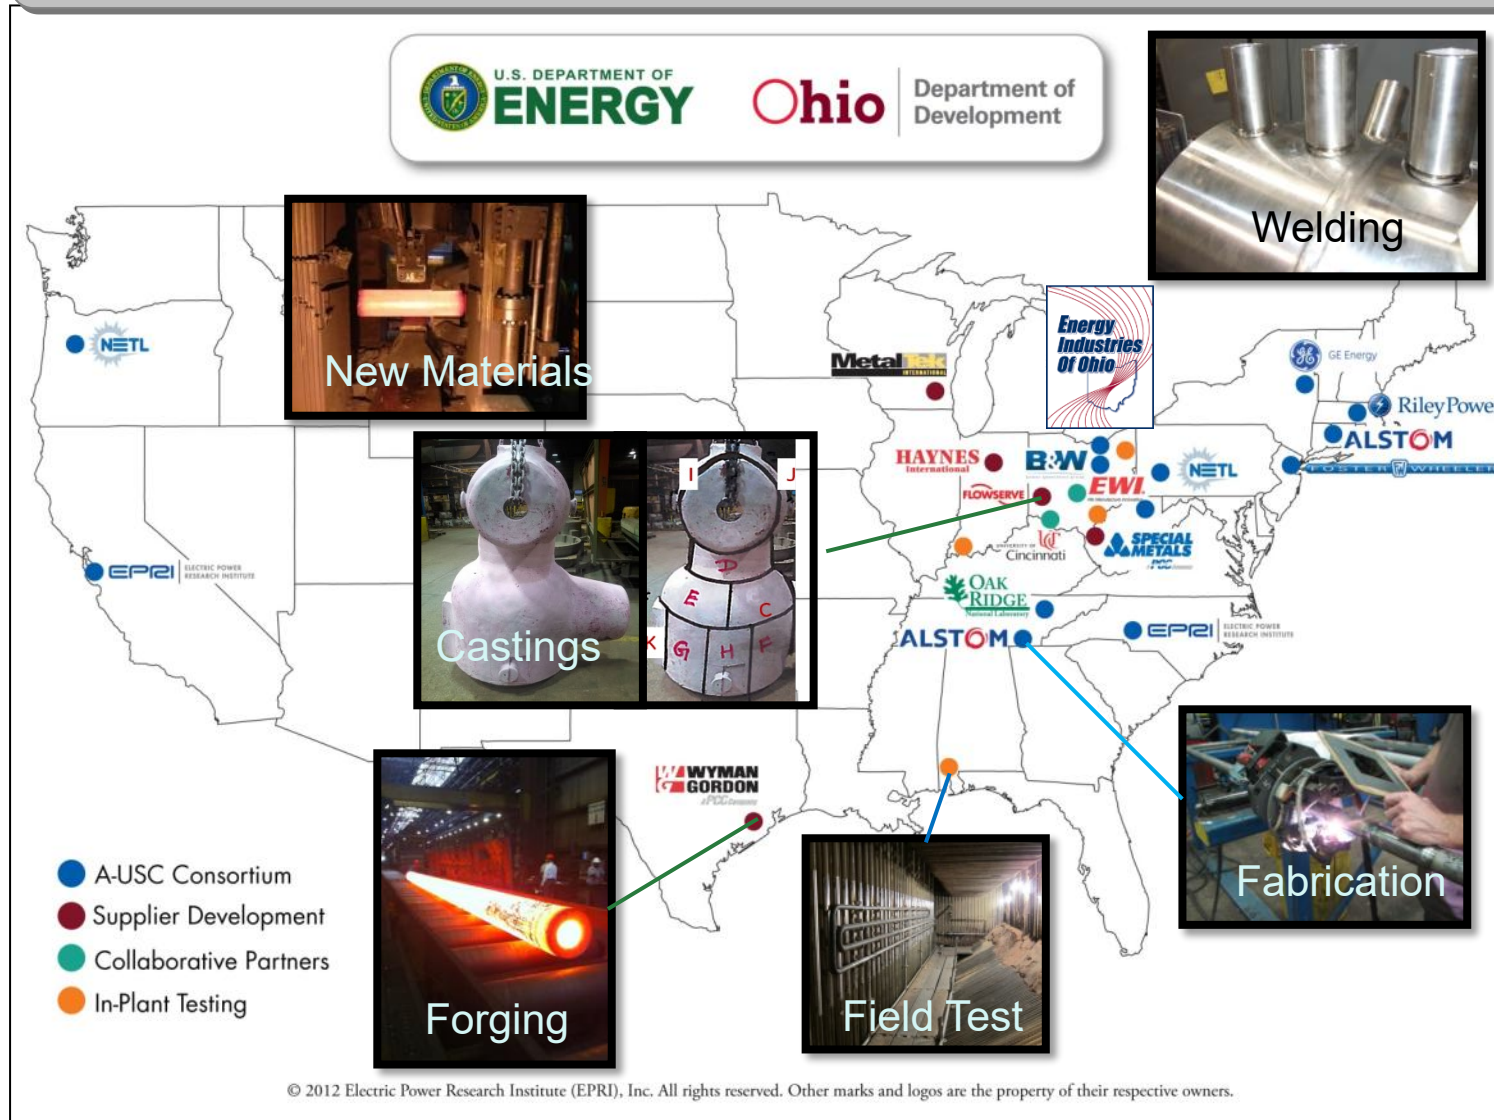 U.S. DEPARTMENT OF
ENERGY
Ohio
Department of
Development
Welding
New Materials
Energy
Industries
Of Ohio
MetalTek
INTERNATIONAL
NETL
GE Energy
RileyPowe
ALSTOM
FOSTER WHEELER
HAYNES
International
B&W
NETL
EWI
FLOWSERVE
UNIVERSITY OF
Cincinnati
SPECIAL
METALS
I
J
D
E
C
K
G
H
F
Castings
EPRI
ELECTRIC POWER
RESEARCH INSTITUTE
OAK
RIDGE
National Laboratory
ALSTOM
EPRI
ELECTRIC POWER
RESEARCH INSTITUTE
WYMAN
GORDON
Fabrication
A-USC Consortium
Supplier Development
Collaborative Partners
In-Plant Testing
Forging
Field Test
© 2012 Electric Power Research Institute (EPRI), Inc. All rights reserved. Other marks and logos are the property of their respective owners.